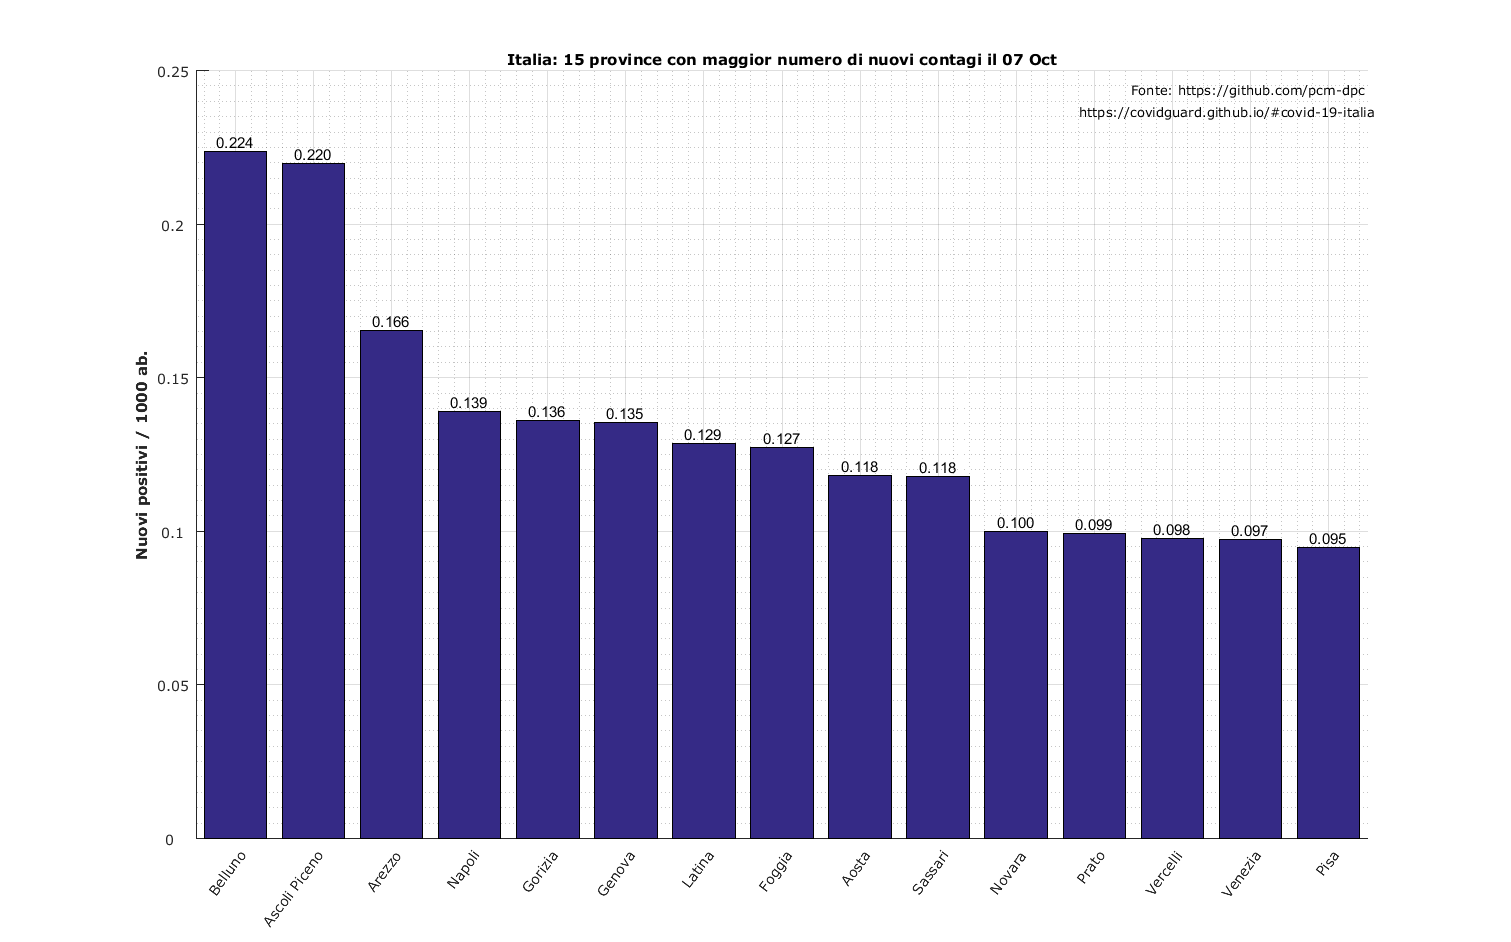 Italia: 15 province con maggior numero di nuovi contagi il 07 Oct
Fonte: https://github.com/pcm-dpc
https://covidguard.github.io/#covid-19-italia
Nuovi positivi / 1000 ab.
0.25
0.2
0.15
0.1
0.05
0
0.224
0.220
0.166
0.139
0.136
0.135
0.129
0.127
0.118
0.118
0.100
0.099
0.098
0.097
0.095
Belluno
Ascoli Piceno
Arezzo
Napoli
Gorizia
Genova
Latina
Foggia
Aosta
Sassari
Novara
Prato
Vercelli
Venezia
Pisa